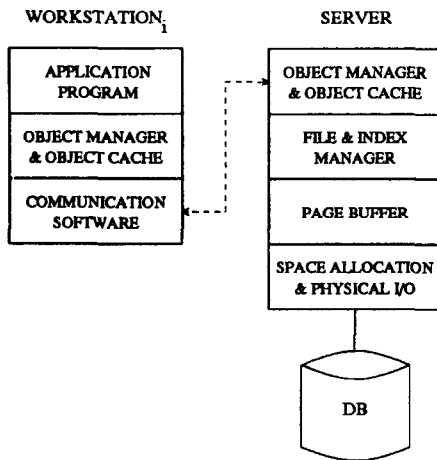 WORKSTATION i
SERVER
APPLICATION
PROGRAM
OBJECT MANAGER
& OBJECT CACHE
COMMUNICATION
SOFTWARE
OBJECT MANAGER
& OBJECT CACHE
FILE & INDEX
MANAGER
PAGE BUFFER
SPACE ALLOCATION
& PHYSICAL I/O
DB